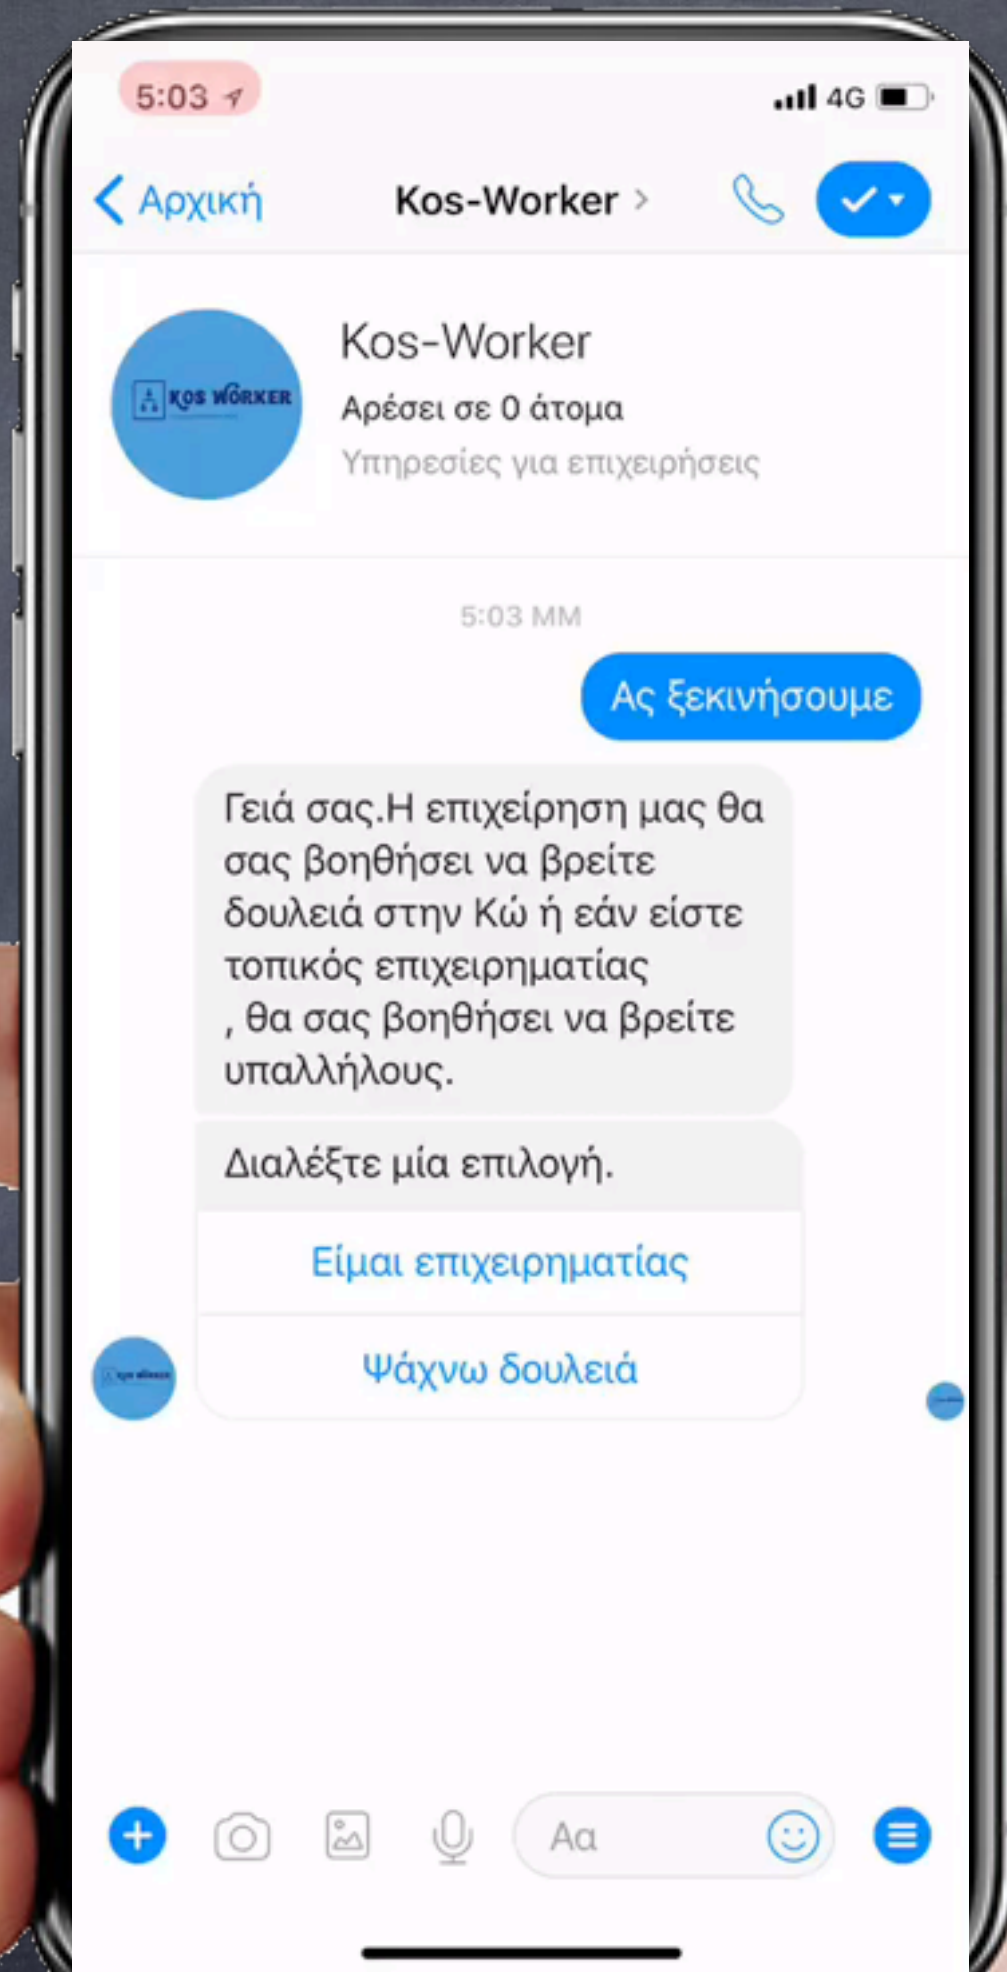 5:03
4G
Αρχική
Kos-Worker
KOS WORKER
Kos-Worker
Αρέσει σε 0 άτομα
Υπηρεσίες για επιχειρήσεις
5:03 ΜΜ
Ας ξεκινήσουμε
Γειά σας.Η επιχείρηση μας θα
σας βοηθήσει να βρείτε
δουλειά στην Κώ ή εάν είστε
τοπικός επιχειρηματίας
, θα σας βοηθήσει να βρείτε
υπαλλήλους.
Διαλέξτε μία επιλογή.
Είμαι επιχειρηματίας
Ψάχνω δουλειά
Αα